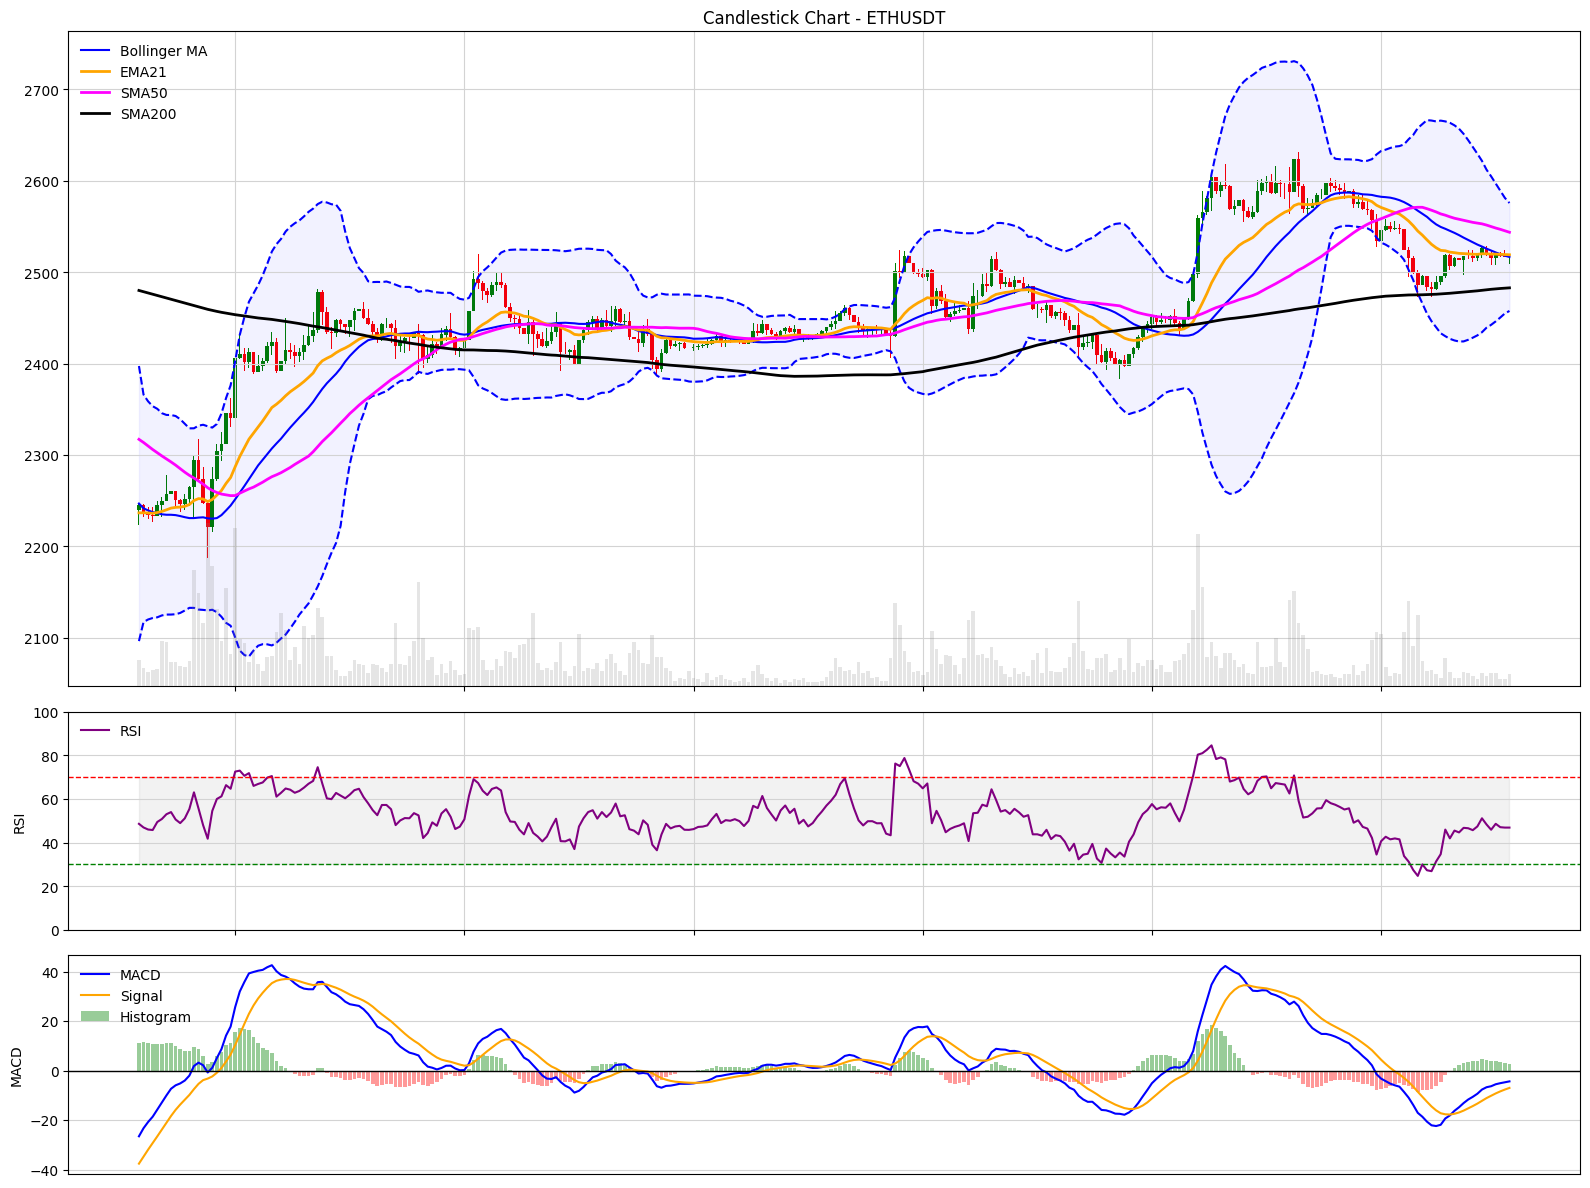 Candlestick Chart - ETHUSDT
Bollinger MA
EMA21
SMA50
SMA200
2700
2600
2500
2400
2300
2200
2100
RSI
RSI
100
80
60
40
20
0
MACD
Signal
Histogram
MACD
40
20
0
−20
−40